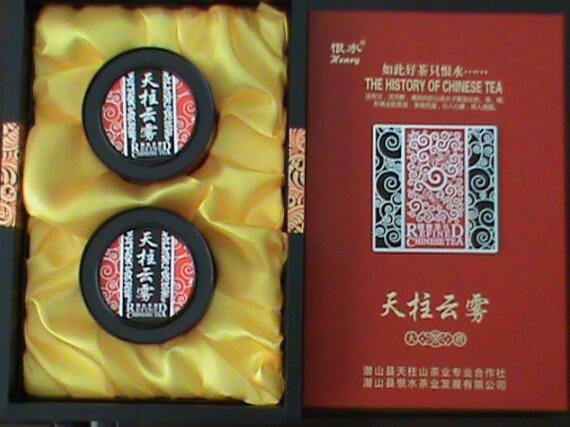 天柱云雾
REFINED
CHINESE TEA
天柱云雾
REFINED
CHINESE TEA
恨水®
Henry
如此好茶只恨水……
THE HISTORY OF CHINESE TEA
REFINED
CHINESE TEA
天柱云雾
潜山县天柱山茶业专业合作社
潜山县恨水茶业发展有限公司